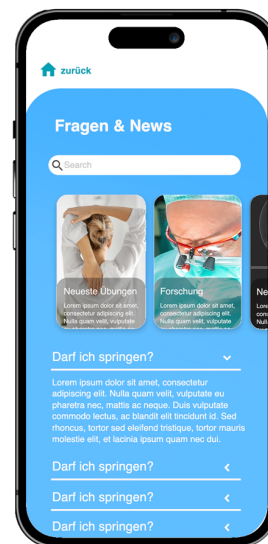 zurück
Fragen & News
Search
Neueste Übungen
Lorem ipsum dolor sit amet,
consectetur adipiscing elit.
Nulla quam velit, vulputate
Forschung
Lorem ipsum dolor sit amet,
consectetur adipiscing elit.
Nulla quam velit, vulputate
Ne
Lore
con
Null
Darf ich springen?
Lorem ipsum dolor sit amet, consectetur
adipiscing elit. Nulla quam velit, vulputate eu
pharetra nec, mattis ac neque. Duis vulputate
commodo lectus, ac blandit elit tincidunt id. Sed
rhoncus, tortor sed eleifend tristique, tortor mauris
molestie elit, et lacinia ipsum quam nec dui.
Darf ich springen?
Darf ich springen?
Darf ich springen?